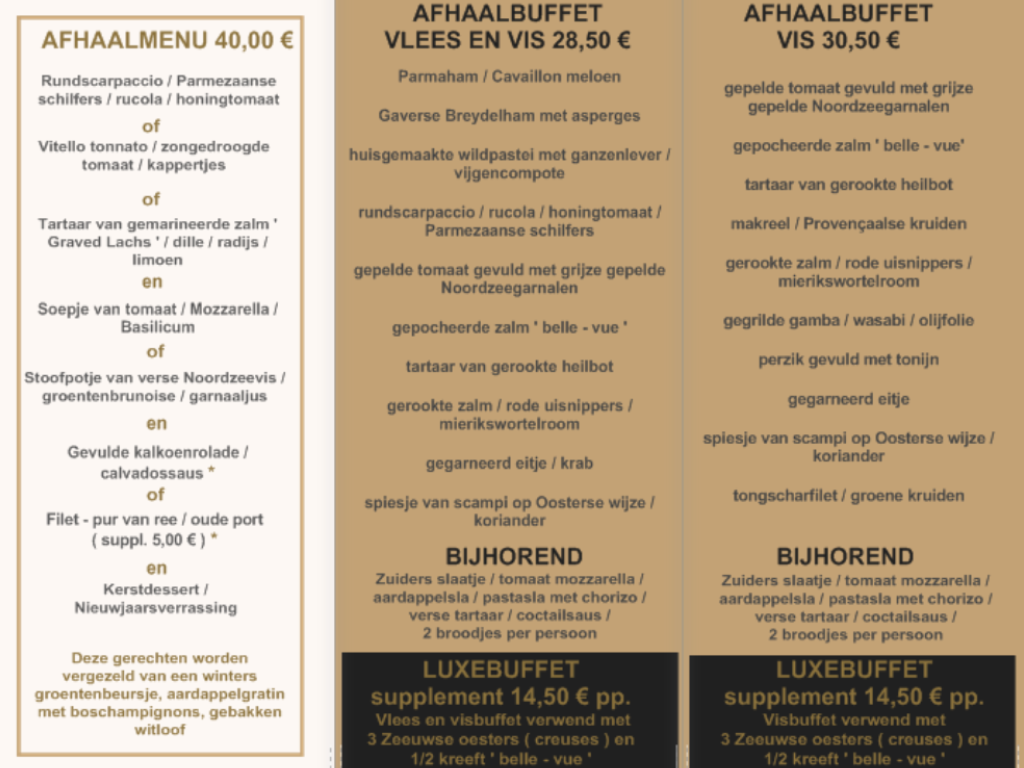 AFHAALMENU 40,00 €
Rundscarpaccio / Parmezaanse
schilfers / rucola / honingtomaat
of
Vitello tonnato / zongedroogde
tomaat / kappertjes
of
Tartaar van gemarineerde zalm '
Graved Lachs ' / dille / radijs /
limoen
en
Soepje van tomaat / Mozzarella /
Basilicum
of
Stoofpotje van verse Noordzeevis /
groentenbrunoise / garnaaljus
en
Gevulde kalkoenrolade /
calvadossaus *
of
Filet - pur van ree / oude port
( suppl. 5,00 € ) *
en
Kerstdessert /
Nieuwjaarsverrassing
Deze gerechten worden
vergezeld van een winters
groentenbeursje, aardappelgratin
met boschampignons, gebakken
witloof
AFHAALBUFFET
VLEES EN VIS 28,50 €
Parmaham / Cavaillon meloen
Gaverse Breydelham met asperges
huisgemaakte wildpastei met ganzenlever /
vijgencompote
rundscarpaccio / rucola / honingtomaat /
Parmezaanse schilfers
gepelde tomaat gevuld met grijze gepelde
Noordzeegarnalen
gepocheerde zalm ' belle - vue '
tartaar van gerookte heilbot
gerookte zalm / rode uisnippers /
mierikswortelroom
gegarneerd eitje / krab
spiesje van scampi op Oosterse wijze /
koriander
BIJHOREND
Zuiders slaatje / tomaat mozzarella /
aardappelsla / pastasla met chorizo /
verse tartaar / coctailsaus /
2 broodjes per persoon
LUXEBUFFET
supplement 14,50 € pp.
Vlees en visbuffet verwend met
3 Zeeuwse oesters ( creuses ) en
1/2 kreeft ' belle - vue '
AFHAALBUFFET
VIS 30,50 €
gepelde tomaat gevuld met grijze
gepelde Noordzeegarnalen
gepocheerde zalm ' belle - vue'
tartaar van gerookte heilbot
makreel / Provençaalse kruiden
gerookte zalm / rode uisnippers /
mierikswortelroom
gegrilde gamba / wasabi / olijfolie
perzik gevuld met tonijn
gegarneerd eitje
spiesje van scampi op Oosterse wijze /
koriander
tongscharfilet / groene kruiden
BIJHOREND
Zuiders slaatje / tomaat mozzarella /
aardappelsla / pastasla met chorizo /
verse tartaar / coctailsaus /
2 broodjes per persoon
LUXEBUFFET
supplement 14,50 € pp.
Visbuffet verwend met
3 Zeeuwse oesters ( creuses ) en
1/2 kreeft ' belle - vue '